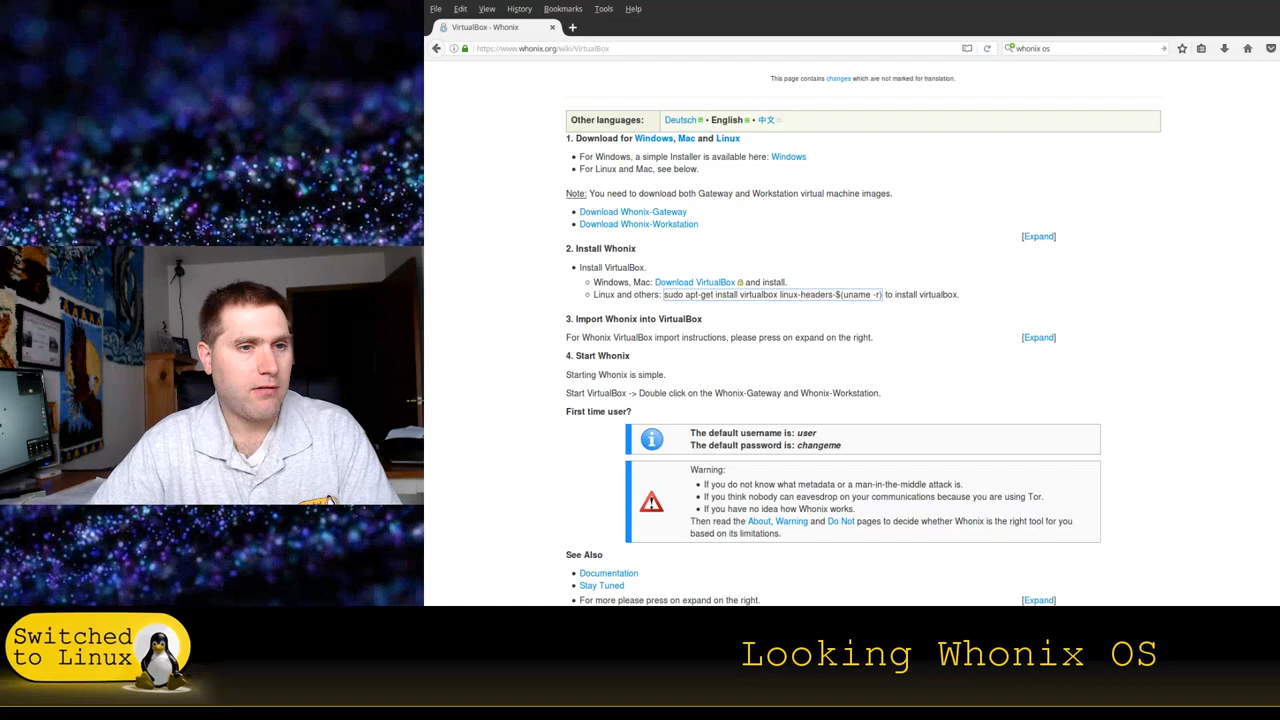 File Edit View History Bookmarks Tools Help
VirtualBox - Whonix
https://www.whonix.org/wiki/VirtualBox
whonix os
This page contains changes which are not marked for translation.
Other languages: Deutsch • English • 中文
1. Download for Windows, Mac and Linux
• For Windows, a simple Installer is available here: Windows
• For Linux and Mac, see below.
Note: You need to download both Gateway and Workstation virtual machine images.
• Download Whonix-Gateway
• Download Whonix-Workstation
[Expand]
2. Install Whonix
• Install VirtualBox.
Windows, Mac: Download VirtualBox and install.
Linux and others: sudo apt-get install virtualbox linux-headers-$(uname -r) to install virtualbox.
3. Import Whonix into VirtualBox
For Whonix VirtualBox import instructions, please press on expand on the right. [Expand]
4. Start Whonix
Starting Whonix is simple.
Start VirtualBox -> Double click on the Whonix-Gateway and Whonix-Workstation.
First time user?
The default username is: user
The default password is: changeme
Warning:
• If you do not know what metadata or a man-in-the-middle attack is.
• If you think nobody can eavesdrop on your communications because you are using Tor.
• If you have no idea how Whonix works.
Then read the About, Warning and Do Not pages to decide whether Whonix is the right tool for you
based on its limitations.
See Also
• Documentation
• Stay Tuned
• For more please press on expand on the right. [Expand]
Switched
to Linux
Looking Whonix OS